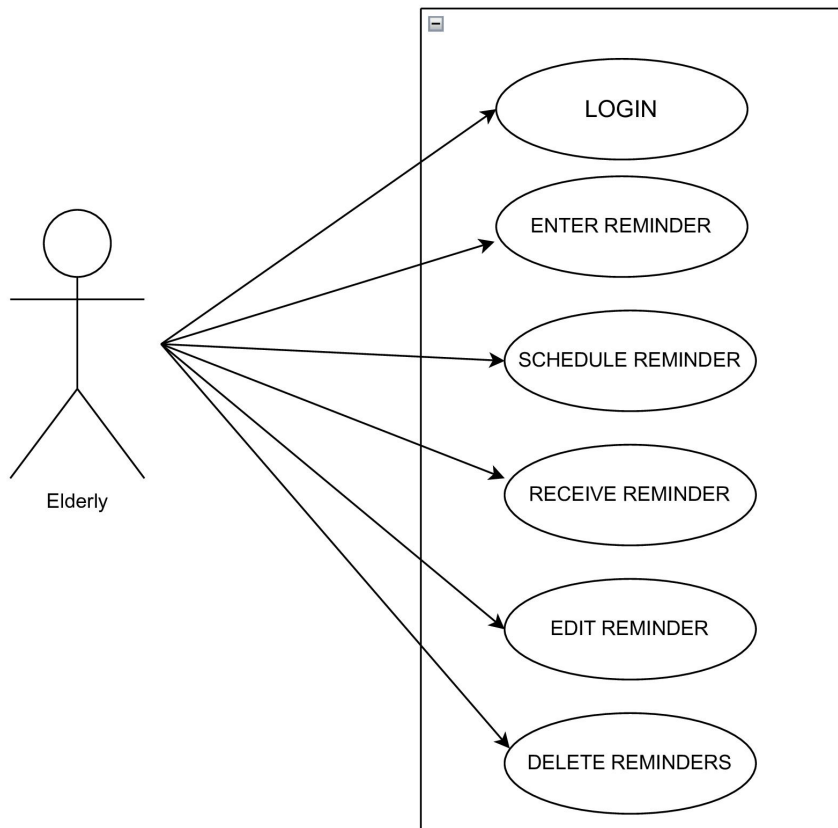 LOGIN
ENTER REMINDER
SCHEDULE REMINDER
RECEIVE REMINDER
Elderly
EDIT REMINDER
DELETE REMINDERS